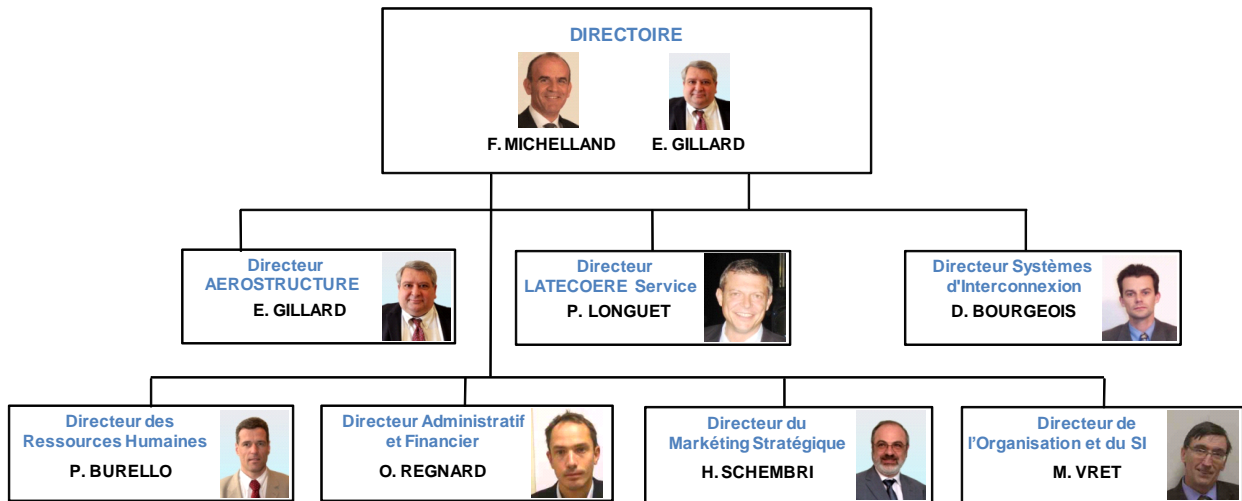 DIRECTOIRE
F. MICHELLAND
E. GILLARD
Directeur
AEROSTRUCTURE
E. GILLARD
Directeur
LATECOERE Service
P. LONGUET
Directeur Systèmes
d'Interconnexion
D. BOURGEOIS
Directeur des
Ressources Humaines
P. BURELLO
Directeur Administratif
et Financier
O. REGNARD
Directeur du
Markéting Stratégique
H. SCHEMBRI
Directeur de
l'Organisation et du SI
M. VRET